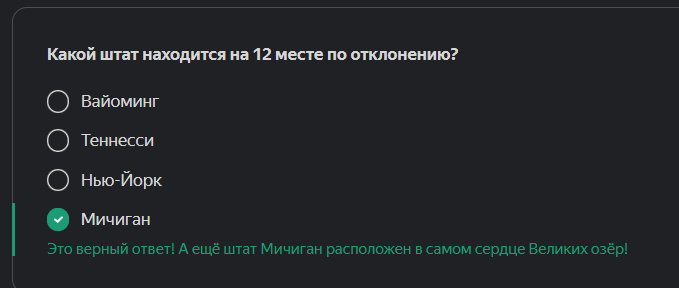 Какой штат находится на 12 месте по отклонению?
Вайоминг
Теннесси
Нью-Йорк
Мичиган
Это верный ответ! А ещё штат Мичиган расположен в самом сердце Великих озёр!